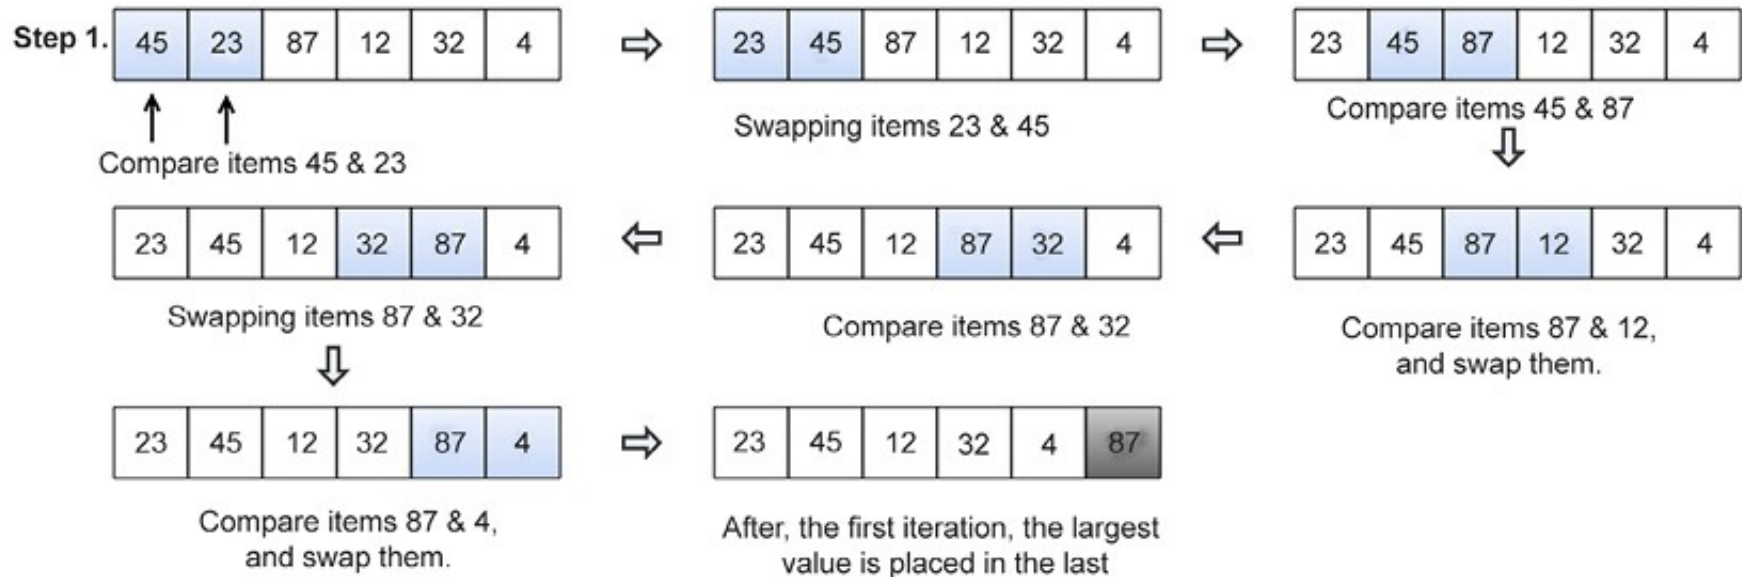 Step 1. 45 23 87 12 32 4
23 45 87 12 32 4
23 45 87 12 32 4
Compare items 45 & 23
Swapping items 23 & 45
Compare items 45 & 87
23 45 87 12 32 4
Compare items 87 & 12,
and swap them.
23 45 12 87 32 4
Compare items 87 & 32
23 45 12 32 87 4
Swapping items 87 & 32
23 45 12 32 87 4
Compare items 87 & 4,
and swap them.
23 45 12 32 4 87
After, the first iteration, the largest
value is placed in the last